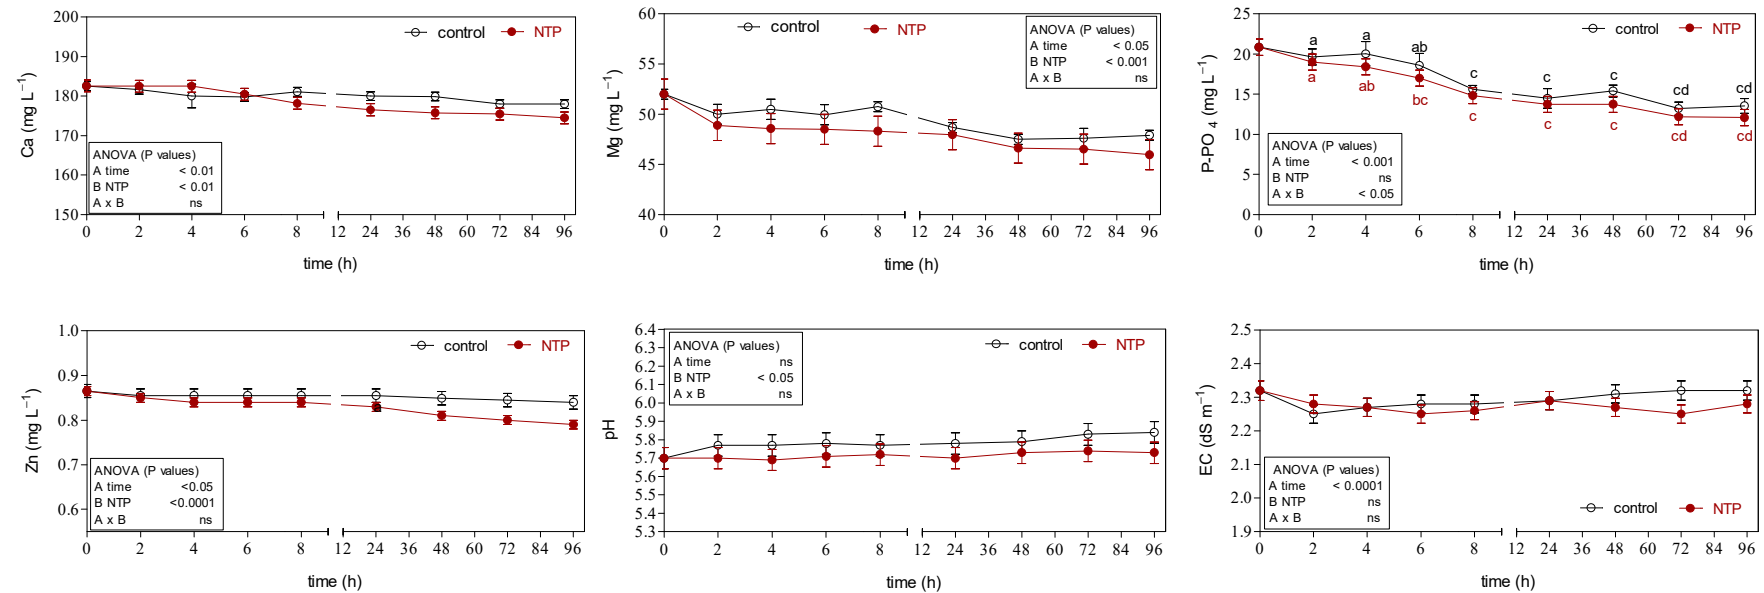 200
190
180
170
160
150
Ca (mg L⁻¹)
control NTP
ANOVA (P values)
A time < 0.01
B NTP < 0.01
A x B ns
0 2 4 6 8 12 24 36 48 60 72 84 96
time (h)
60
55
50
45
40
Mg (mg L⁻¹)
control NTP
ANOVA (P values)
A time < 0.05
B NTP < 0.001
A x B ns
0 2 4 6 8 12 24 36 48 60 72 84 96
time (h)
25
20
15
10
5
0
P-PO₄ (mg L⁻¹)
control NTP
a a ab c c c cd cd
a ab bc c c c cd cd
ANOVA (P values)
A time < 0.001
B NTP ns
A x B < 0.05
0 2 4 6 8 12 24 36 48 60 72 84 96
time (h)
1.0
0.9
0.8
0.7
0.6
Zn (mg L⁻¹)
control NTP
ANOVA (P values)
A time <0.05
B NTP <0.0001
A x B ns
0 2 4 6 8 12 24 36 48 60 72 84 96
time (h)
6.4
6.3
6.2
6.1
6.0
5.9
5.8
5.7
5.6
5.5
5.4
5.3
pH
ANOVA (P values)
A time ns
B NTP < 0.05
A x B ns
control NTP
0 2 4 6 8 12 24 36 48 60 72 84 96
time (h)
2.5
2.4
2.3
2.2
2.1
2.0
1.9
EC (dS m⁻¹)
ANOVA (P values)
A time < 0.0001
B NTP ns
A x B ns
control NTP
0 2 4 6 8 12 24 36 48 60 72 84 96
time (h)